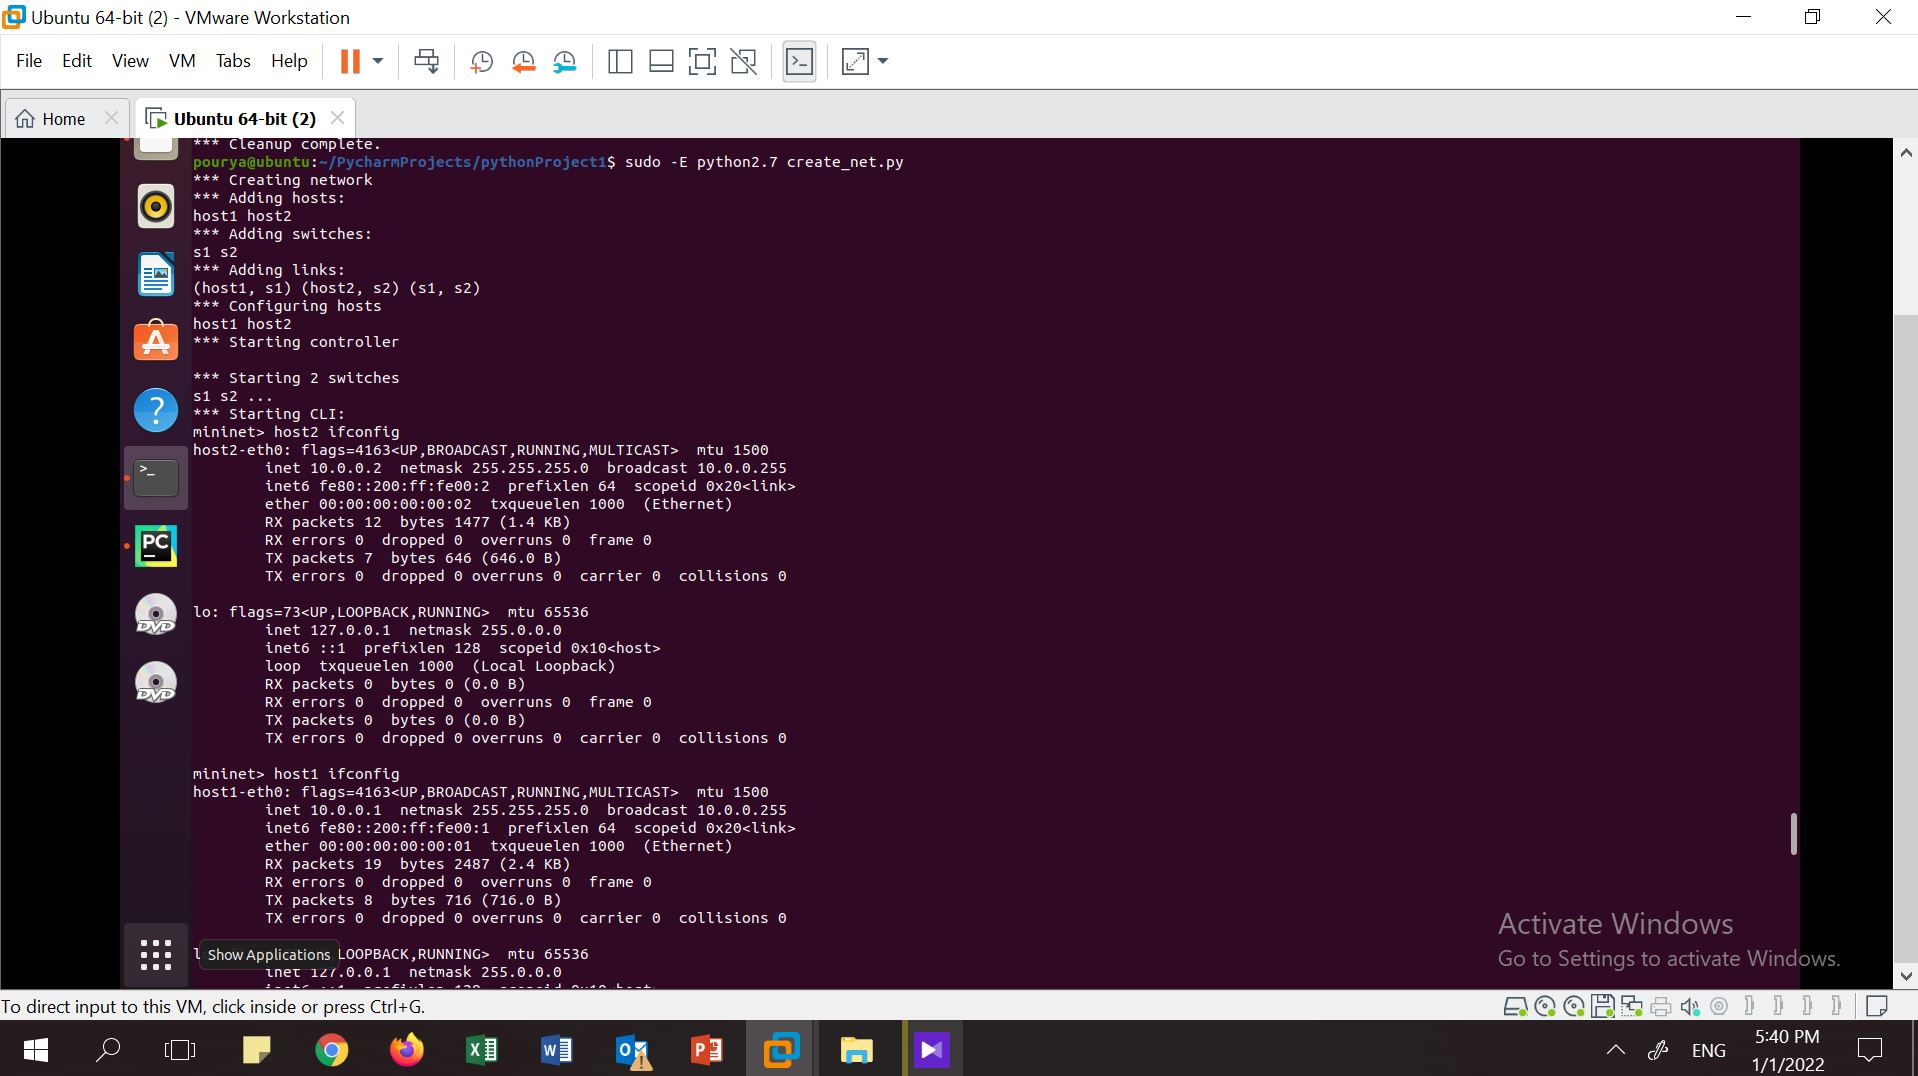 Ubuntu 64-bit (2) - VMware Workstation
File Edit View VM Tabs Help
Home
Ubuntu 64-bit (2)
*** Cleanup complete.
pourya@ubuntu:~/PycharmProjects/pythonProject1$ sudo -E python2.7 create_net.py
*** Creating network
*** Adding hosts:
host1 host2
*** Adding switches:
s1 s2
*** Adding links:
(host1, s1) (host2, s2) (s1, s2)
*** Configuring hosts
host1 host2
*** Starting controller
*** Starting 2 switches
s1 s2 ...
*** Starting CLI:
mininet> host2 ifconfig
host2-eth0: flags=4163<UP,BROADCAST,RUNNING,MULTICAST>  mtu 1500
inet 10.0.0.2  netmask 255.255.255.0  broadcast 10.0.0.255
inet6 fe80::200:ff:fe00:2  prefixlen 64  scopeid 0x20<link>
ether 00:00:00:00:00:02  txqueuelen 1000  (Ethernet)
RX packets 12  bytes 1477 (1.4 KB)
RX errors 0  dropped 0  overruns 0  frame 0
TX packets 7  bytes 646 (646.0 B)
TX errors 0  dropped 0 overruns 0  carrier 0  collisions 0
lo: flags=73<UP,LOOPBACK,RUNNING>  mtu 65536
inet 127.0.0.1  netmask 255.0.0.0
inet6 ::1  prefixlen 128  scopeid 0x10<host>
loop  txqueuelen 1000  (Local Loopback)
RX packets 0  bytes 0 (0.0 B)
RX errors 0  dropped 0  overruns 0  frame 0
TX packets 0  bytes 0 (0.0 B)
TX errors 0  dropped 0 overruns 0  carrier 0  collisions 0
mininet> host1 ifconfig
host1-eth0: flags=4163<UP,BROADCAST,RUNNING,MULTICAST>  mtu 1500
inet 10.0.0.1  netmask 255.255.255.0  broadcast 10.0.0.255
inet6 fe80::200:ff:fe00:1  prefixlen 64  scopeid 0x20<link>
ether 00:00:00:00:00:01  txqueuelen 1000  (Ethernet)
RX packets 19  bytes 2487 (2.4 KB)
RX errors 0  dropped 0  overruns 0  frame 0
TX packets 8  bytes 716 (716.0 B)
TX errors 0  dropped 0 overruns 0  carrier 0  collisions 0
Show Applications
LOOPBACK,RUNNING>  mtu 65536
inet 127.0.0.1  netmask 255.0.0.0
PC
DVD
DVD
Activate Windows
Go to Settings to activate Windows.
To direct input to this VM, click inside or press Ctrl+G.
ENG
5:40 PM
1/1/2022